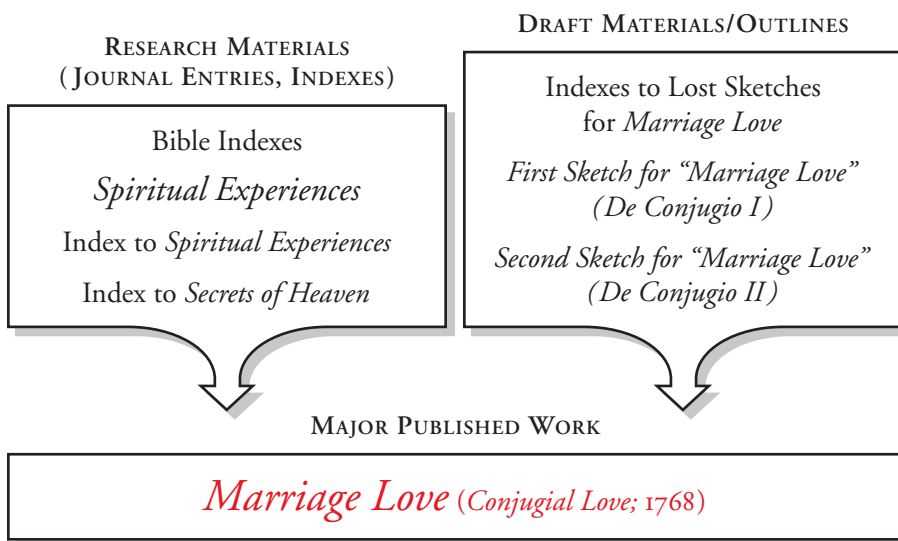 Research Materials
(Journal Entries, Indexes)
Bible Indexes
Spiritual Experiences
Index to Spiritual Experiences
Index to Secrets of Heaven
Draft Materials/Outlines
Indexes to Lost Sketches
for Marriage Love
First Sketch for “Marriage Love”
(De Conjugio I)
Second Sketch for “Marriage Love”
(De Conjugio II)
Major Published Work
Marriage Love (Conjugial Love; 1768)